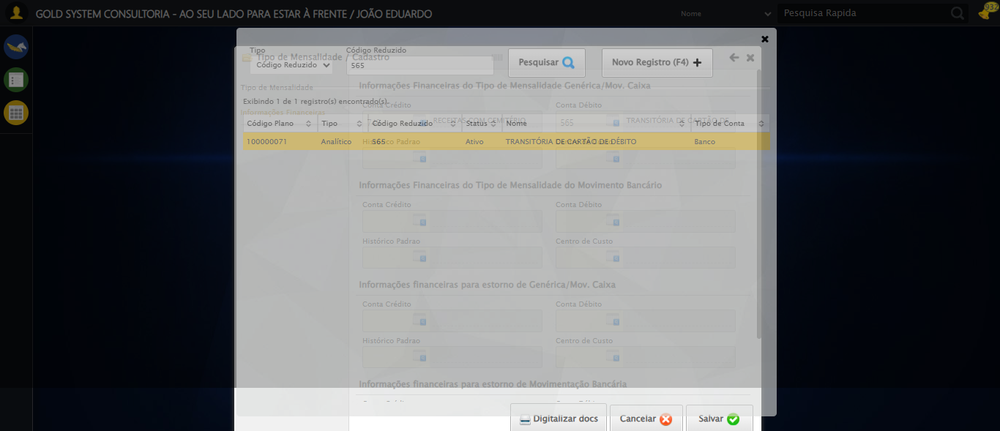 GOLD SYSTEM CONSULTORIA - AO SEU LADO PARA ESTAR À FRENTE / JOÃO EDUARDO
Nome
Pesquisa Rapida
932
Tipo
Código Reduzido
Tipo de Mensalidade / Cadastro
Código Reduzido
565
Pesquisar
Novo Registro (F4)
Informações Financeiras do Tipo de Mensalidade Genérica/Mov. Caixa
Tipo de Mensalidade
Exibindo 1 de 1 registro(s) encontrado(s).
Conta Crédito
Conta Débito
Informações Financeiras
RECEITAS COM CEMITÉRIO
565
TRANSITÓRIA DE CARTÃO DE
Código Plano
Tipo
Código Reduzido
Status
Nome
Tipo de Conta
100000071
Analítico
565
Ativo
TRANSITÓRIA DE CARTÃO DE DÉBITO
Banco
Histórico Padrao
Centro de Custo
Informações Financeiras do Tipo de Mensalidade do Movimento Bancário
Conta Crédito
Conta Débito
Histórico Padrao
Centro de Custo
Informações financeiras para estorno de Genérica/Mov. Caixa
Conta Crédito
Conta Débito
Histórico Padrao
Centro de Custo
Informações financeiras para estorno de Movimentação Bancária
Digitalizar docs
Cancelar
Salvar